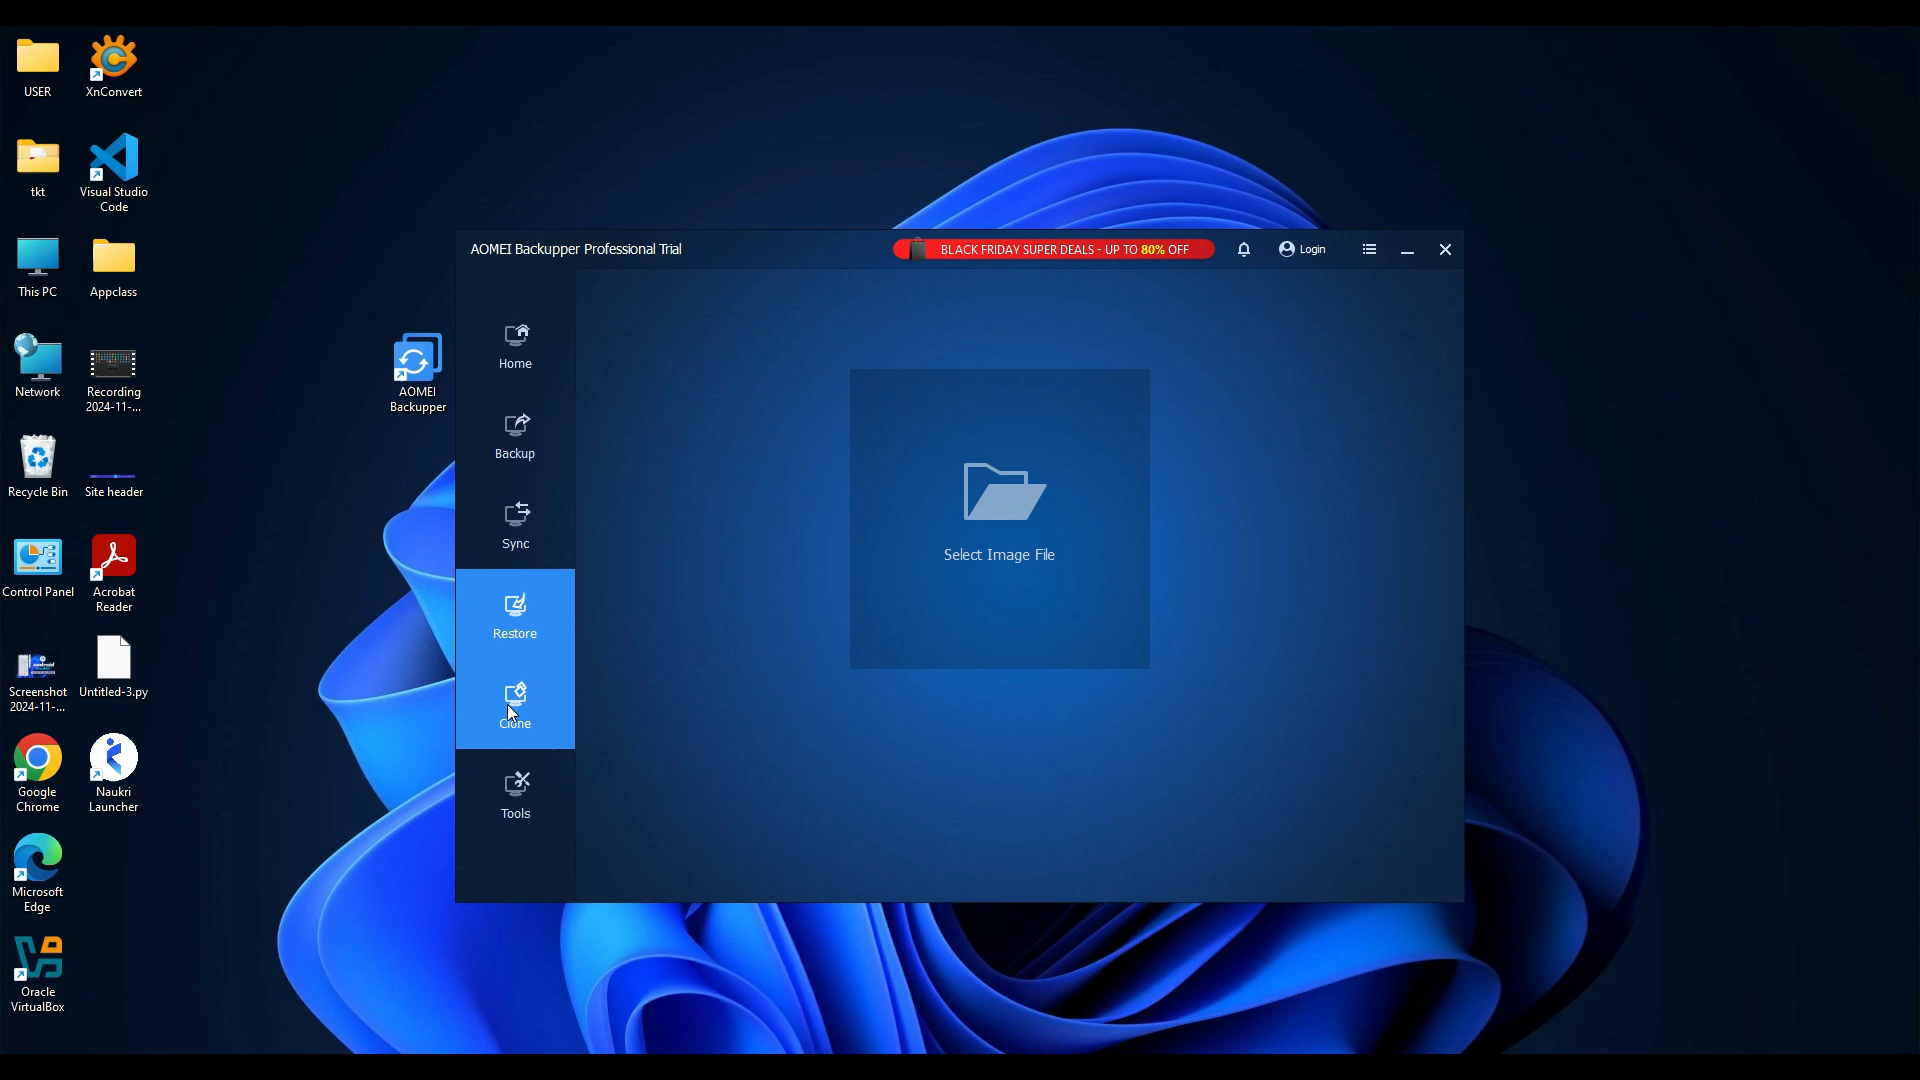 USER
XnConvert
tkt
Visual Studio
Code
This PC
Appclass
Network
Recording
2024-11-...
Recycle Bin
Site header
Control Panel
Acrobat
Reader
Screenshot
2024-11-...
Untitled-3.py
Google
Chrome
Naukri
Launcher
Microsoft
Edge
Oracle
VirtualBox
AOMEI
Backupper
AOMEI Backupper Professional Trial
BLACK FRIDAY SUPER DEALS - UP TO 80% OFF
Login
Home
Backup
Sync
Restore
Clone
Tools
Select Image File